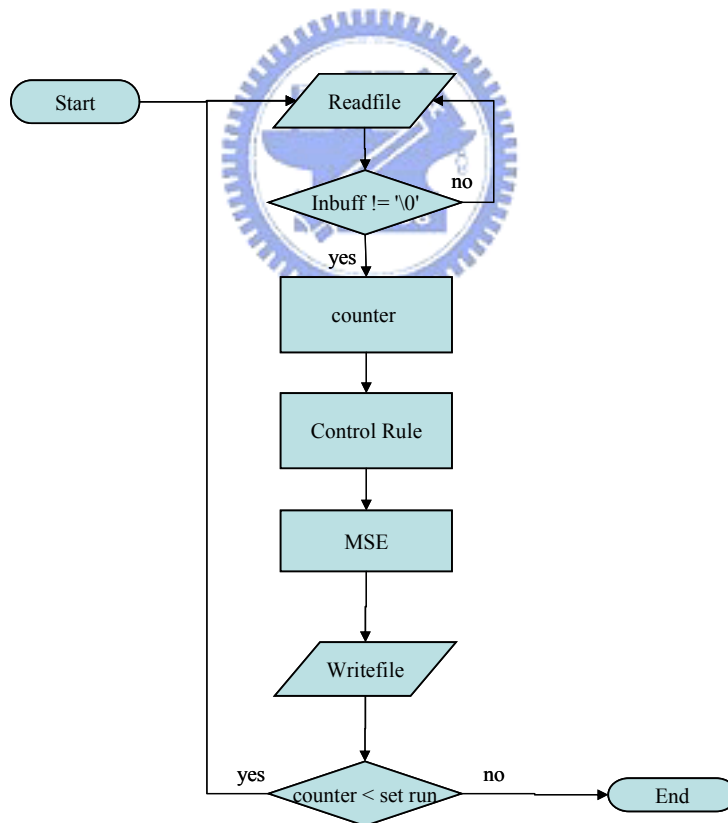 Start
Readfile
no
Inbuff != '\0'
yes
counter
Control Rule
MSE
Writefile
yes
no
counter < set run
End